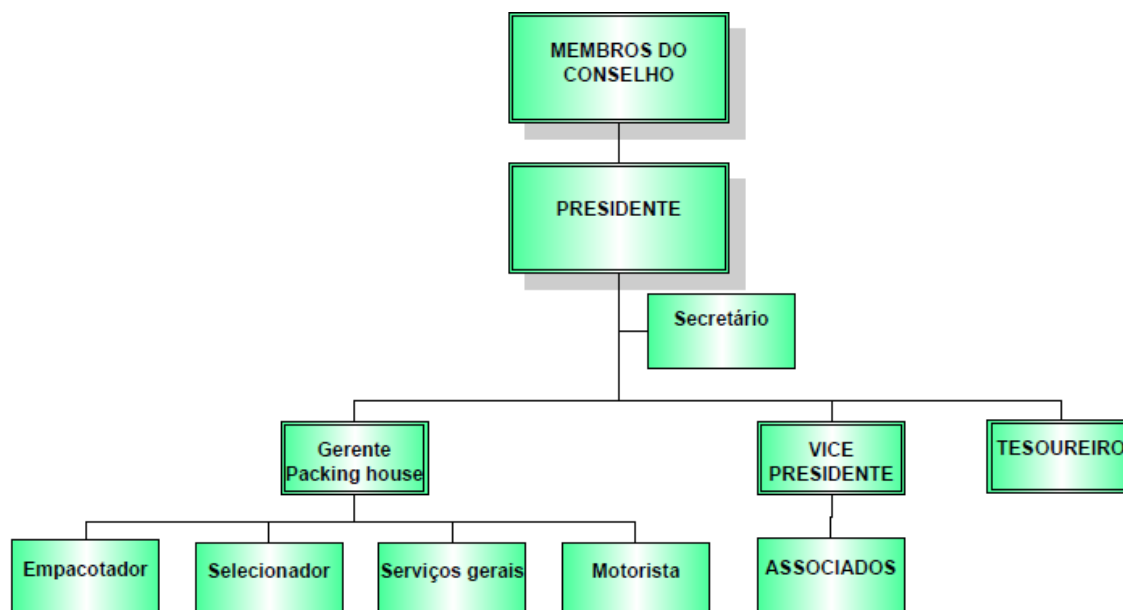 MEMBROS DO
CONSELHO
PRESIDENTE
Secretário
Gerente
Packing house
VICE
PRESIDENTE
TESOUREIRO
Empacotador
Selecionador
Serviços gerais
Motorista
ASSOCIADOS